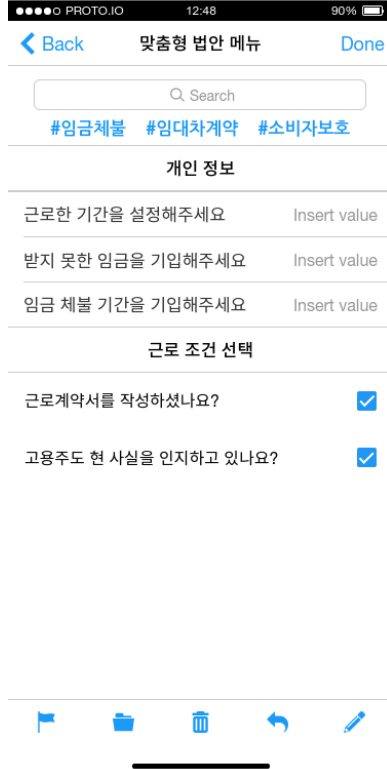 PROTO.IO 12:48 90%
Back 맞춤형 법안 메뉴 Done
Search
#임금체불 #임대차계약 #소비자보호
개인 정보
근로한 기간을 설정해주세요 Insert value
받지 못한 임금을 기입해주세요 Insert value
임금 체불 기간을 기입해주세요 Insert value
근로 조건 선택
근로계약서를 작성하셨나요?
고용주도 현 사실을 인지하고 있나요?